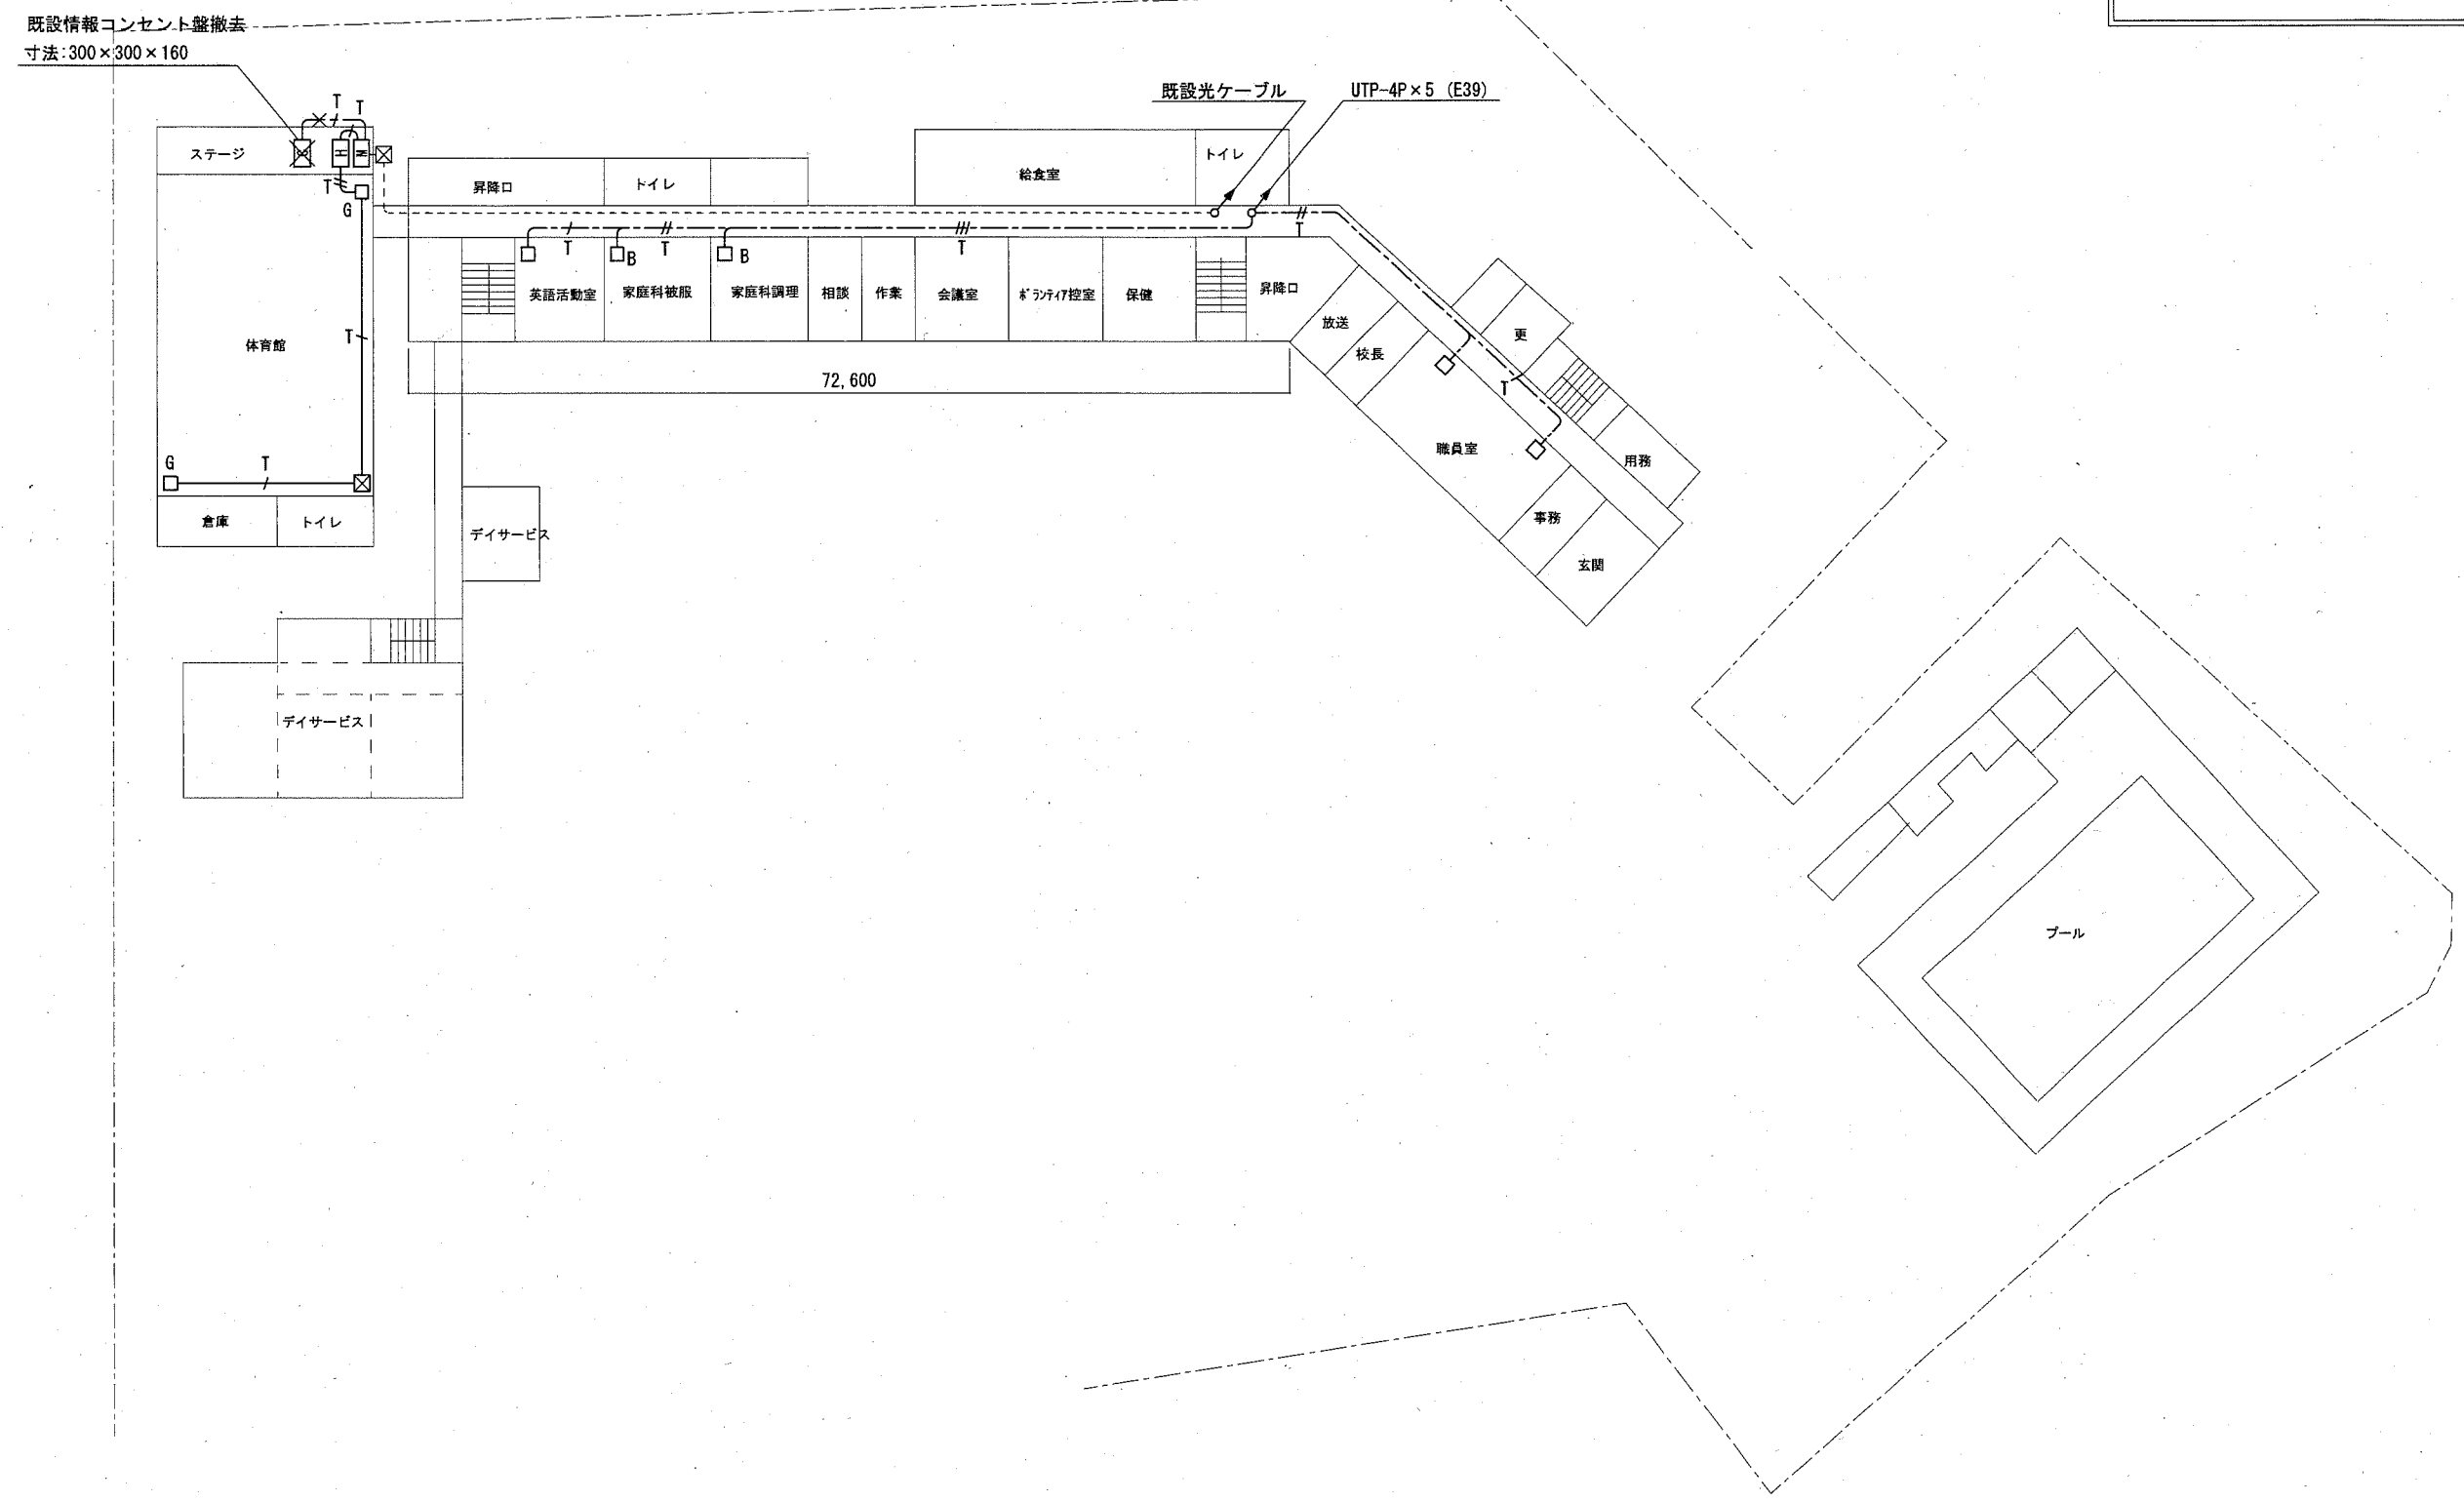 既設情報コンセント盤撤去
寸法:300×300×160
既設光ケーブル
UTP-4P×5 (E39)
T
T
ステージ
H
T
G
昇降口
トイレ
給食室
トイレ
T
B
T
B
T
T
英語活動室
家庭科被服
家庭科調理
相談
作業
会議室
ボランティア控室
保健
昇降口
放送
校長
更
体育館
T
72,600
T
職員室
用務
G
T
倉庫
トイレ
デイサービス
事務
玄関
デイサービス
プール